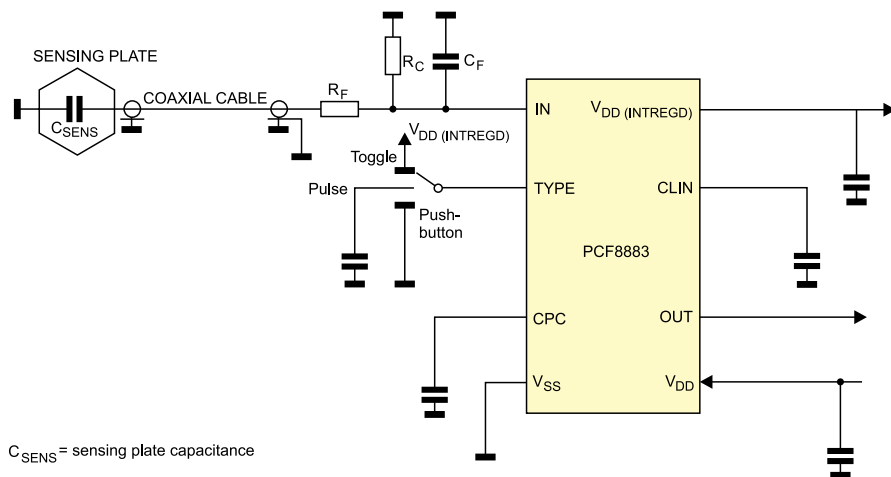 SENSING PLATE
C_SENS
COAXIAL CABLE
R_F
R_C
C_F
V_DD (INTREGD)
Toggle
Pulse
Push-
button
IN
V_DD (INTREGD)
TYPE
CLIN
PCF8883
CPC
OUT
V_SS
V_DD
C_SENS = sensing plate capacitance